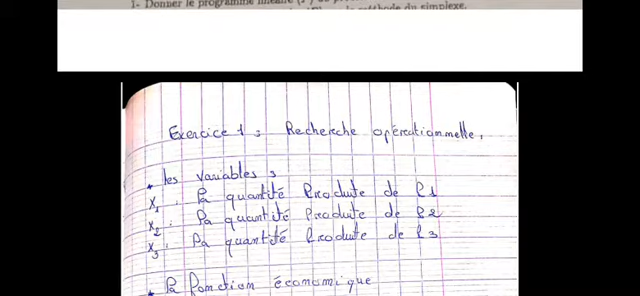 1- Donner le programme linéaire
méthode du simplexe.
Exercice 1 : Recherche opérationnelle,
* les variables :
X1 : la quantité Produite de P1
X2 : la quantité Produite de P2
X3 : la quantité Produite de P3
* la fonction économique